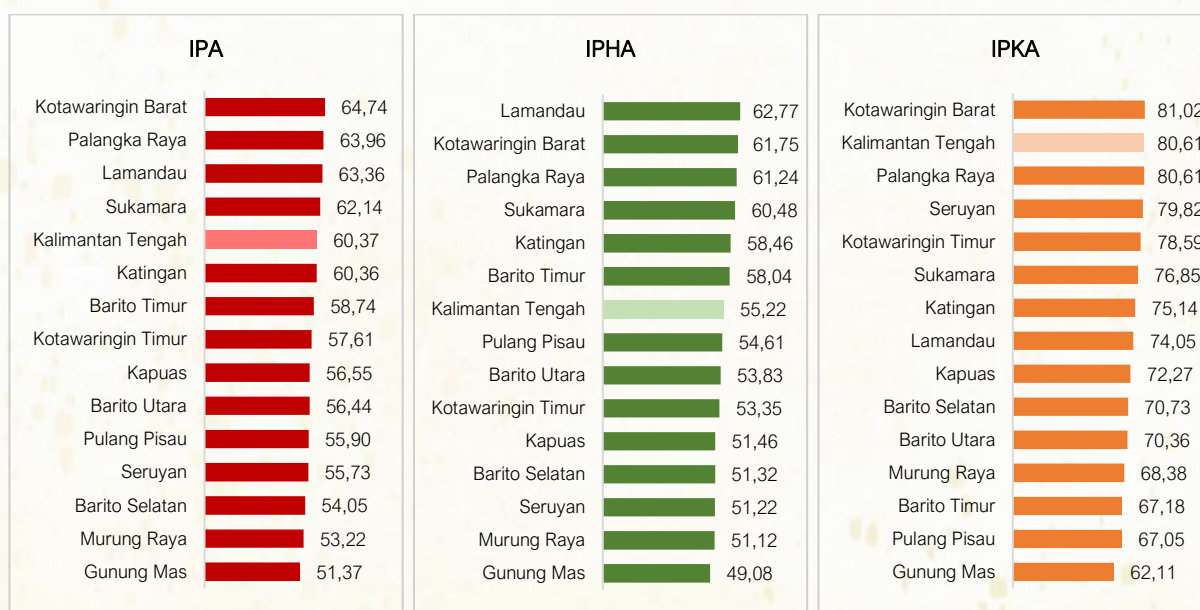 IPA
Kotawaringin Barat 64,74
Palangka Raya 63,96
Lamandau 63,36
Sukamara 62,14
Kalimantan Tengah 60,37
Katingan 60,36
Barito Timur 58,74
Kotawaringin Timur 57,61
Kapuas 56,55
Barito Utara 56,44
Pulang Pisau 55,90
Seruyan 55,73
Barito Selatan 54,05
Murung Raya 53,22
Gunung Mas 51,37
IPHA
Lamandau 62,77
Kotawaringin Barat 61,75
Palangka Raya 61,24
Sukamara 60,48
Katingan 58,46
Barito Timur 58,04
Kalimantan Tengah 55,22
Pulang Pisau 54,61
Barito Utara 53,83
Kotawaringin Timur 53,35
Kapuas 51,46
Barito Selatan 51,32
Seruyan 51,22
Murung Raya 51,12
Gunung Mas 49,08
IPKA
Kotawaringin Barat 81,02
Kalimantan Tengah 80,61
Palangka Raya 80,61
Seruyan 79,82
Kotawaringin Timur 78,59
Sukamara 76,85
Katingan 75,14
Lamandau 74,05
Kapuas 72,27
Barito Selatan 70,73
Barito Utara 70,36
Murung Raya 68,38
Barito Timur 67,18
Pulang Pisau 67,05
Gunung Mas 62,11